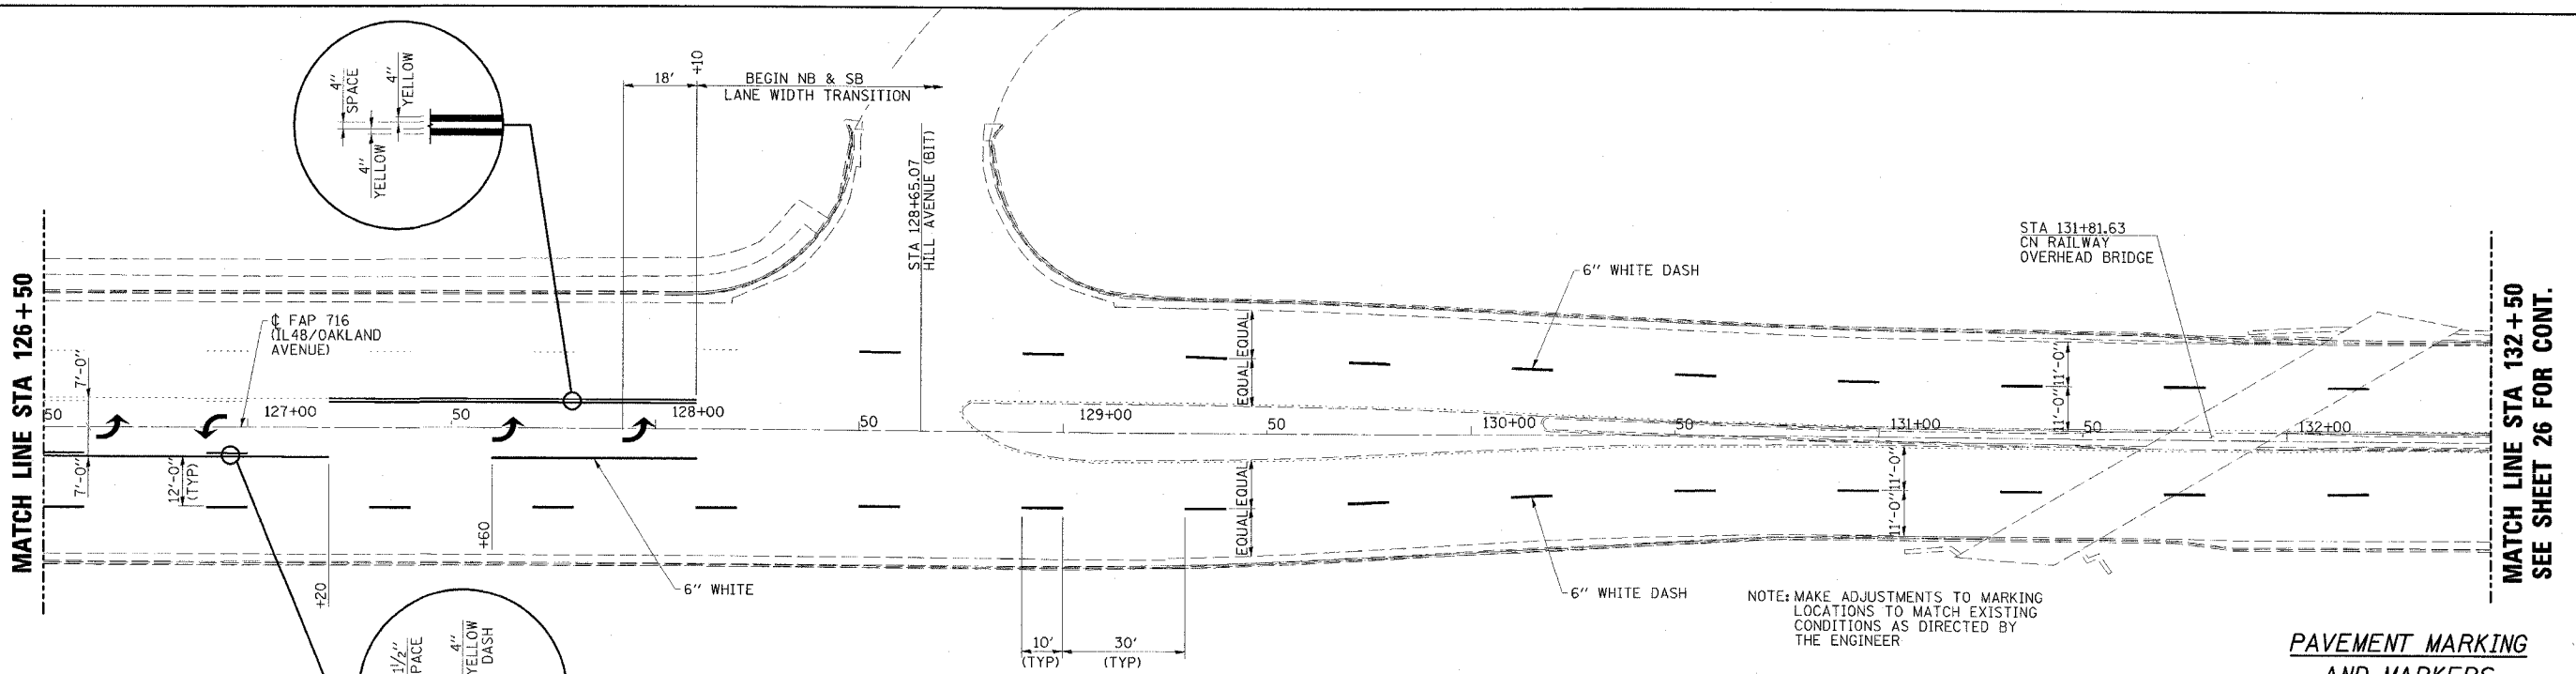 4" SPACE
4" YELLOW
4" YELLOW
18'
+10
BEGIN NB & SB
LANE WIDTH TRANSITION
STA 128+65.07
HILL AVENUE (BIT)
STA 131+81.63
CN RAILWAY
OVERHEAD BRIDGE
6" WHITE DASH
MATCH LINE STA 126+50
℄ FAP 716
(IL48/OAKLAND
AVENUE)
7'-0"
7'-0"
12'-0"
(TYP)
50
127+00
50
128+00
50
129+00
50
130+00
50
131+00
50
132+00
EQUAL
EQUAL
EQUAL
EQUAL
11'-0"
11'-0"
11'-0"
11'-0"
+60
+20
6" WHITE
6" WHITE DASH
10'
(TYP)
30'
(TYP)
NOTE: MAKE ADJUSTMENTS TO MARKING
LOCATIONS TO MATCH EXISTING
CONDITIONS AS DIRECTED BY
THE ENGINEER
MATCH LINE STA 132+50
SEE SHEET 26 FOR CONT.
1/2"
PACE
4"
YELLOW
DASH
PAVEMENT MARKING
AND MARKERS